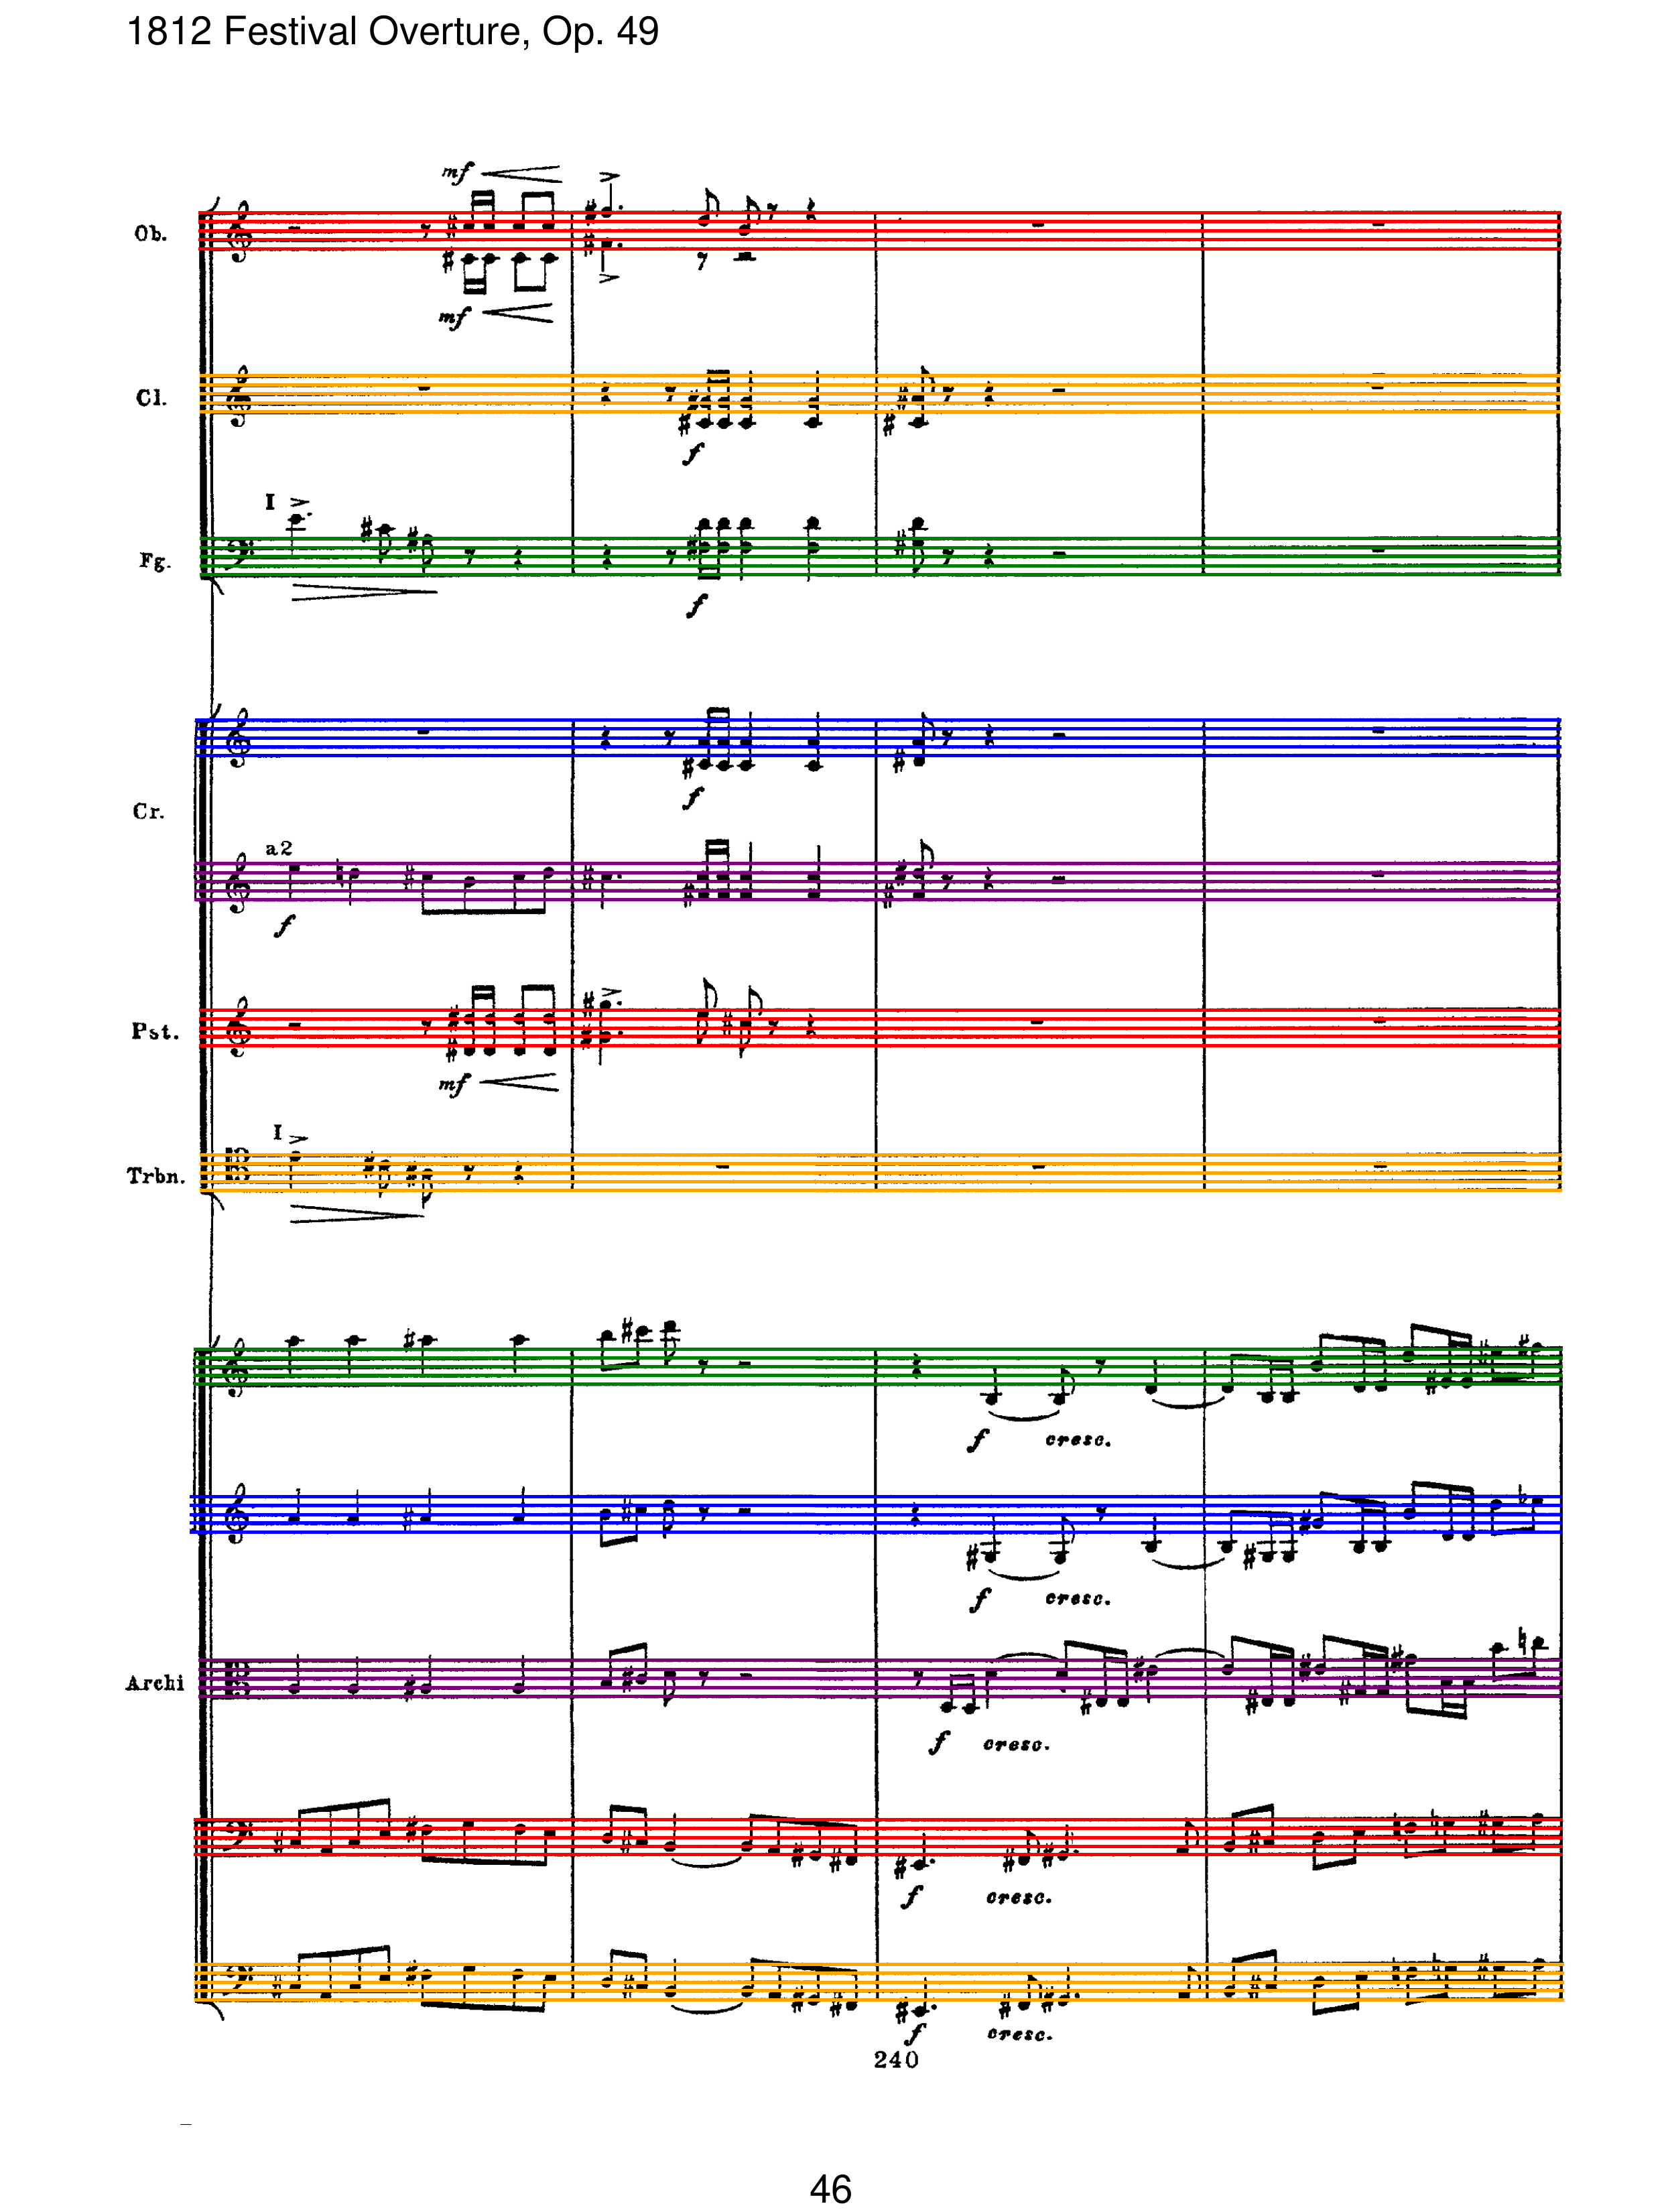 1812 Festival Overture, Op. 49
mf
Ob.
mf
Cl.
f
I
Fg.
f
f
Cr.
a2
f
Pst.
mf
I
Trbn.
f cresc.
f cresc.
Archi
f cresc.
f cresc.
f cresc.
240
46